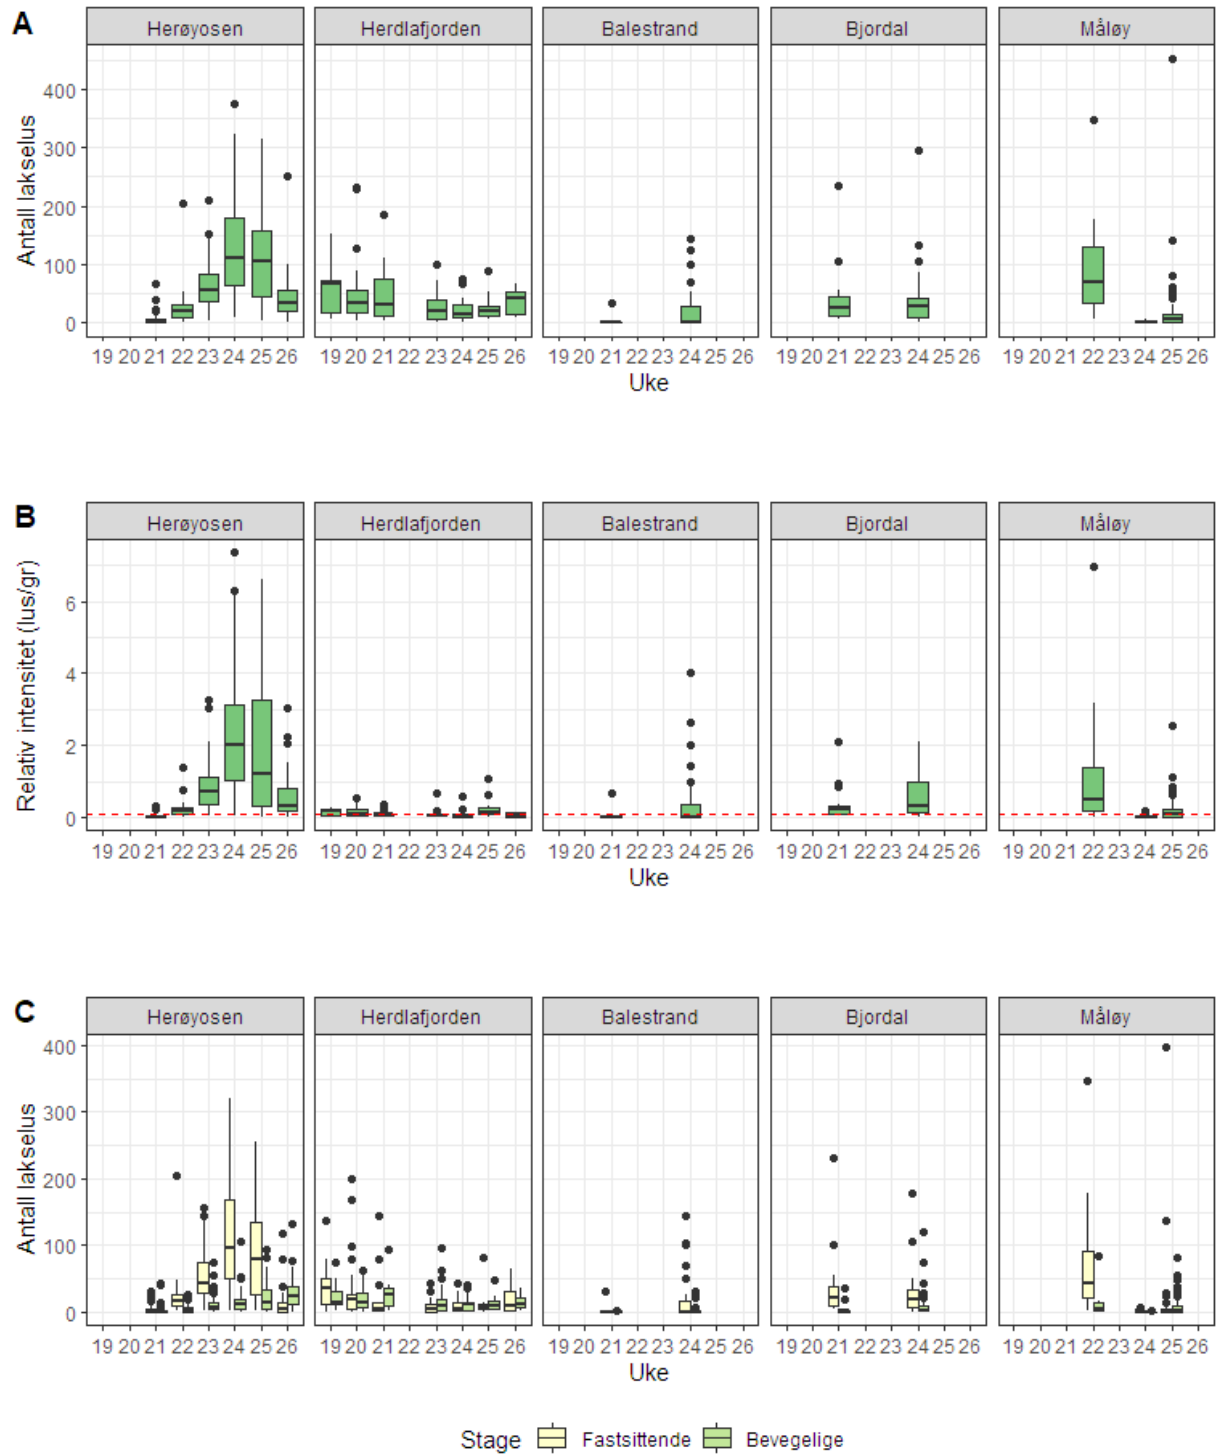 A
Herøyosen Herdlafjorden Balestrand Bjordal Måløy
Antall lakselus
400
300
200
100
0
19 20 21 22 23 24 25 26 19 20 21 22 23 24 25 26 19 20 21 22 23 24 25 26 19 20 21 22 23 24 25 26 19 20 21 22 23 24 25 26
Uke
B
Herøyosen Herdlafjorden Balestrand Bjordal Måløy
Relativ intensitet (lus/gr)
6
4
2
0
19 20 21 22 23 24 25 26 19 20 21 22 23 24 25 26 19 20 21 22 23 24 25 26 19 20 21 22 23 24 25 26 19 20 21 22 23 24 25 26
Uke
C
Herøyosen Herdlafjorden Balestrand Bjordal Måløy
Antall lakselus
400
300
200
100
0
19 20 21 22 23 24 25 26 19 20 21 22 23 24 25 26 19 20 21 22 23 24 25 26 19 20 21 22 23 24 25 26 19 20 21 22 23 24 25 26
Uke
Stage Fastsittende Bevegelige